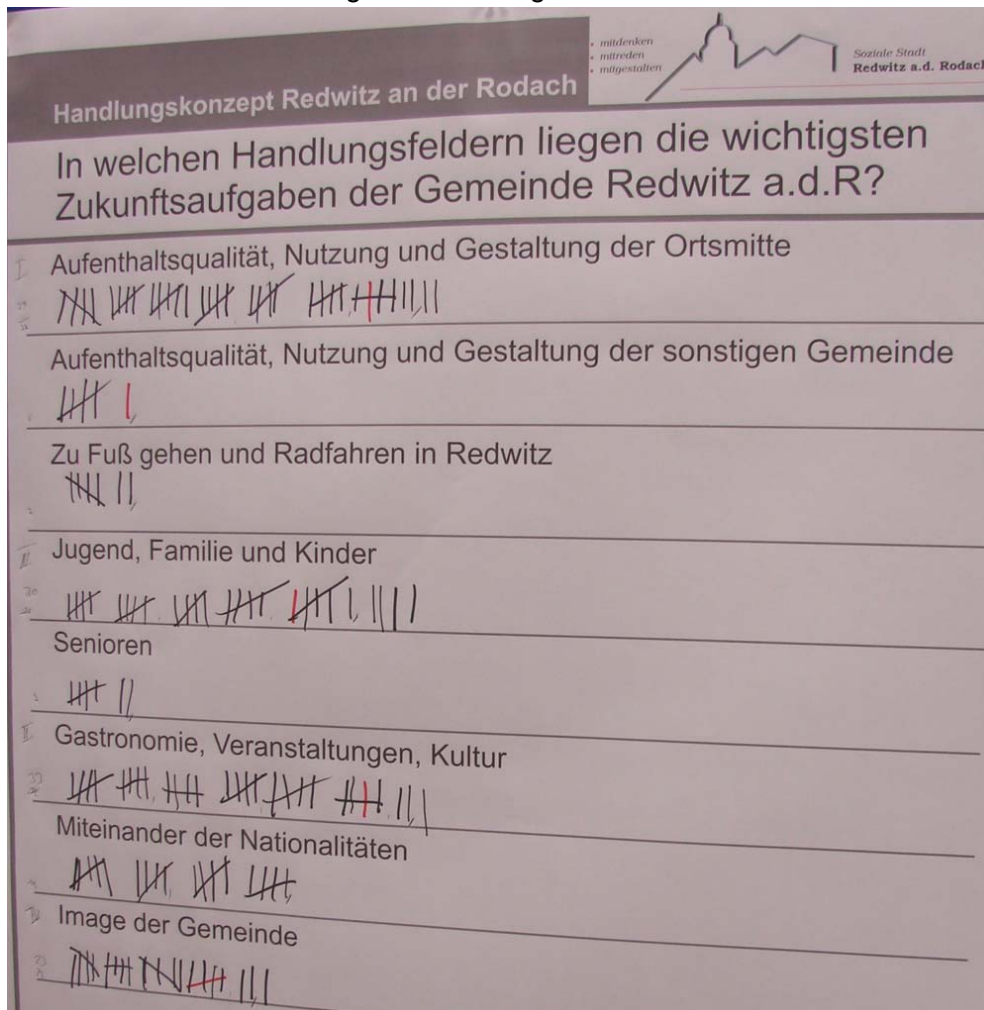 • mitdenken
• mitreden
• mitgestalten
Soziale Stadt
Redwitz a.d. Rodach
Handlungskonzept Redwitz an der Rodach
In welchen Handlungsfeldern liegen die wichtigsten
Zukunftsaufgaben der Gemeinde Redwitz a.d.R?
Aufenthaltsqualität, Nutzung und Gestaltung der Ortsmitte
Aufenthaltsqualität, Nutzung und Gestaltung der sonstigen Gemeinde
Zu Fuß gehen und Radfahren in Redwitz
Jugend, Familie und Kinder
Senioren
Gastronomie, Veranstaltungen, Kultur
Miteinander der Nationalitäten
Image der Gemeinde